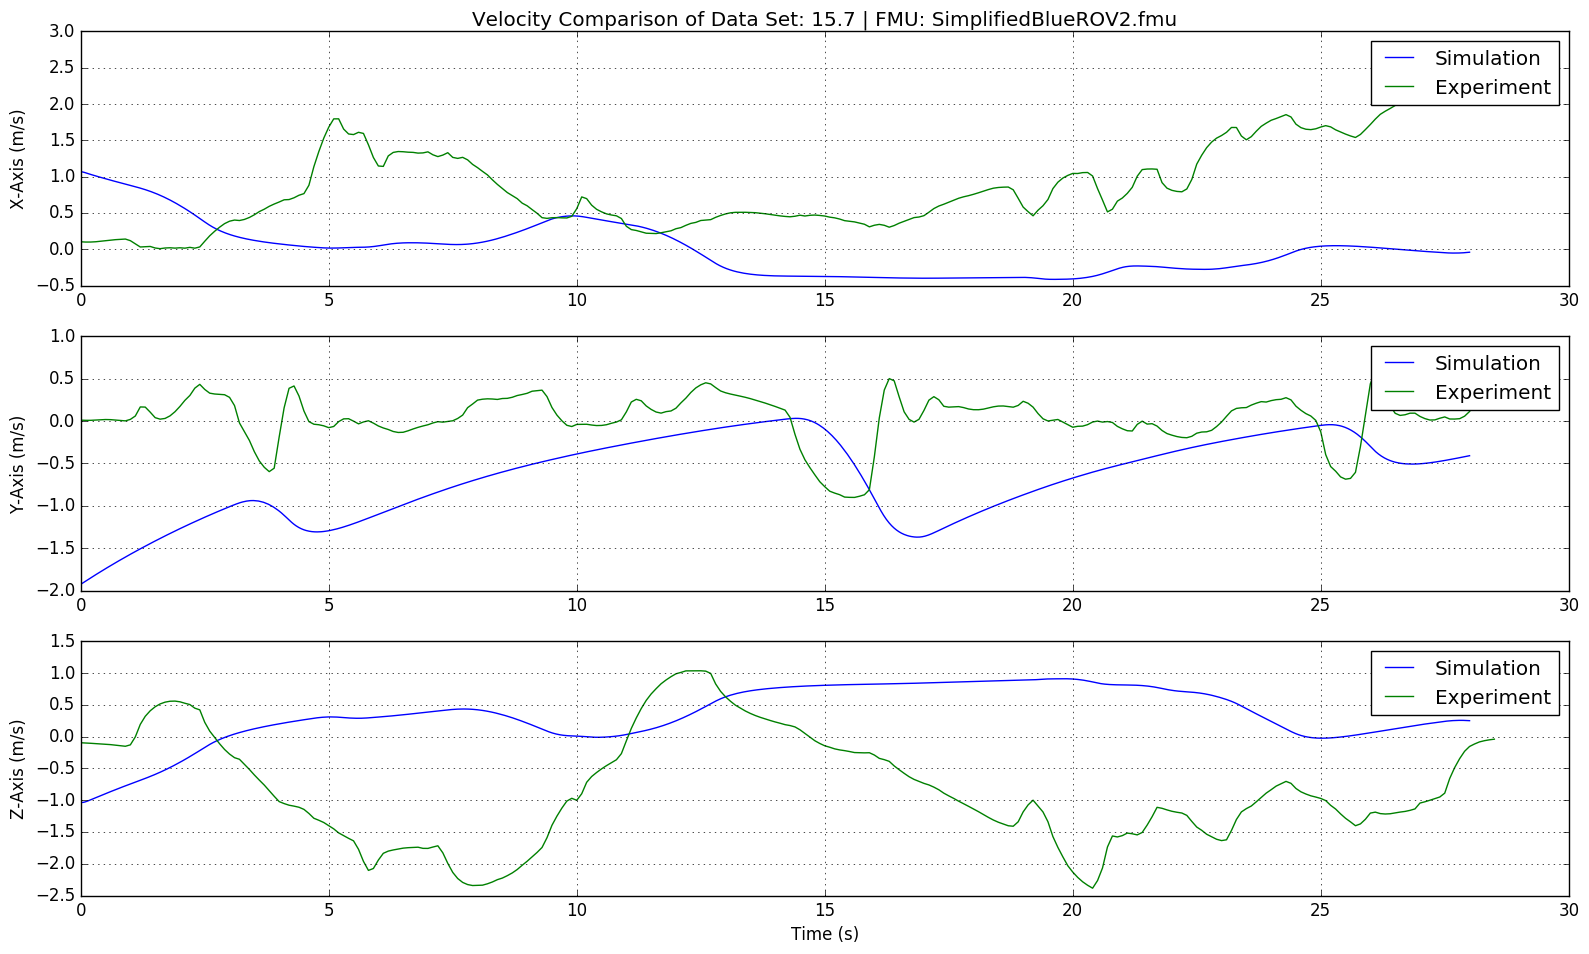 Velocity Comparison of Data Set: 15.7 | FMU: SimplifiedBlueROV2.fmu
X-Axis (m/s)
3.0
2.5
2.0
1.5
1.0
0.5
0.0
−0.5
0 5 10 15 20 25 30
Simulation
Experiment
Y-Axis (m/s)
1.0
0.5
0.0
−0.5
−1.0
−1.5
−2.0
0 5 10 15 20 25 30
Simulation
Experiment
Z-Axis (m/s)
1.5
1.0
0.5
0.0
−0.5
−1.0
−1.5
−2.0
−2.5
0 5 10 15 20 25 30
Simulation
Experiment
Time (s)